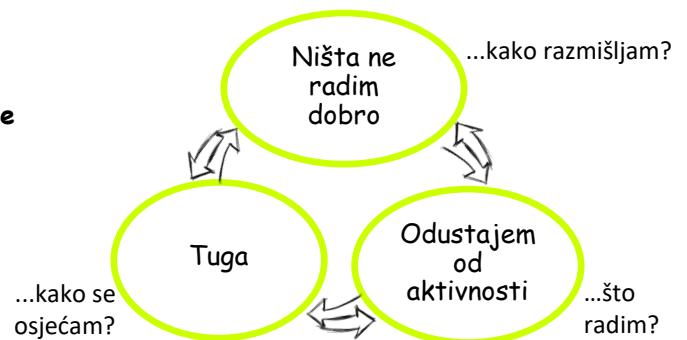 Ništa ne
radim
dobro
...kako razmišljam?
e
Tuga
Odustajem
od
aktivnosti
...kako se
osjećam?
...što
radim?